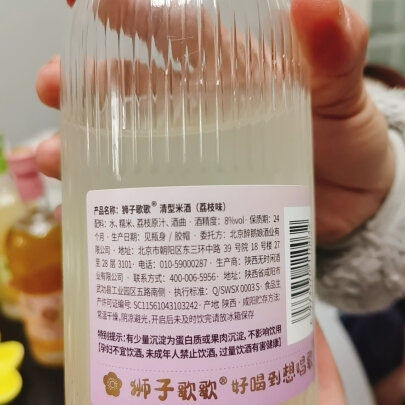 产品名称：狮子歌歌® 清型米酒（荔枝味）
配料：水、糯米、荔枝原汁、酒曲 · 酒精度：8%vol · 保质期：24
个月 · 生产日期：见瓶身 / 胶帽 · 委托方：北京醉鹅娘酒业有
限公司 · 地址：北京市朝阳区东三环中路 39 号院 18 号楼 27
层 28 层 3101 · 电话：010-59000287 · 生产商：陕西无时闲酒
业有限公司 · 联系方式：400-006-5956 · 地址：陕西省咸阳市
武功县工业园区五路南侧 · 执行标准：Q/SWSX 0003 S · 食品生
产许可证编号 SC11561043103242 · 产地 陕西 · 咸阳 贮存方法：
常温干燥，阴凉避光，开启后未及时饮完请放冰箱保存
特别提示：有少量沉淀为蛋白质或果肉沉淀，不影响饮用
【孕妇不宜饮酒，未成年人禁止饮酒，过量饮酒有害健康】
狮子歌歌® 好喝到想唱歌